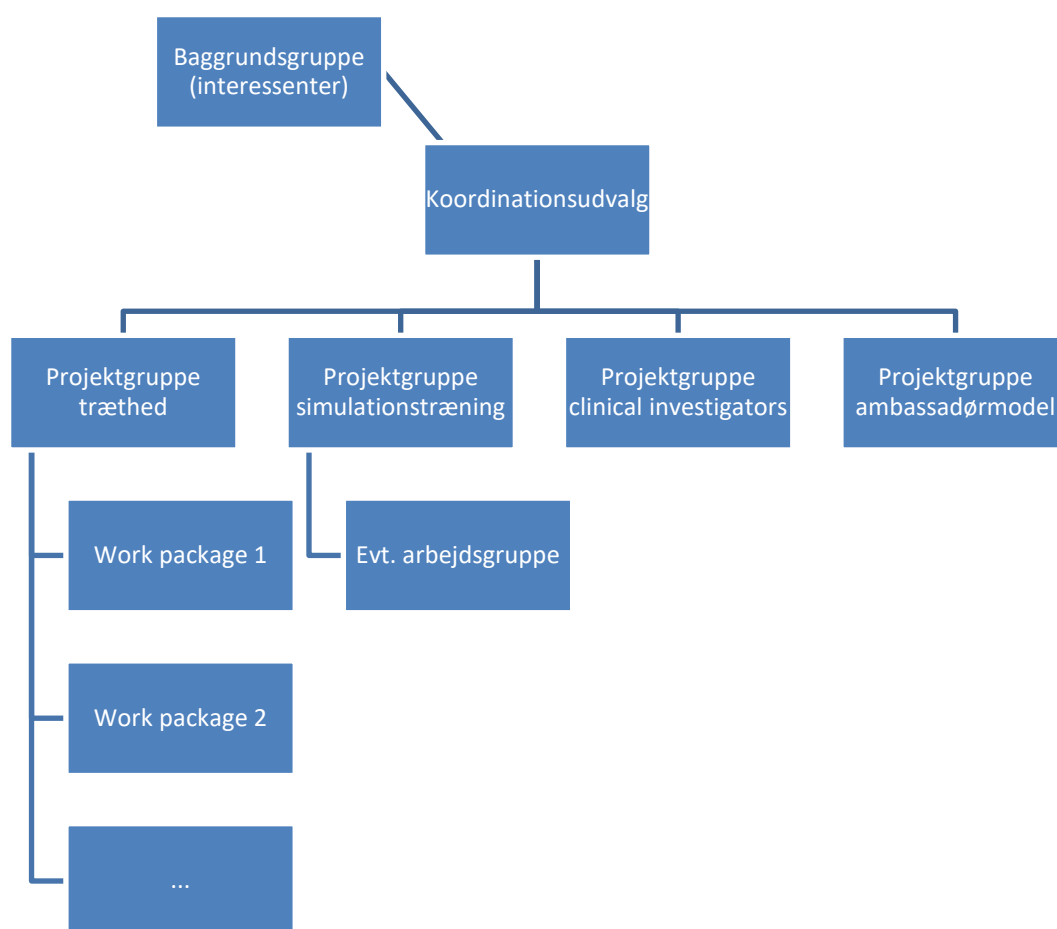 Baggrundsgruppe
(interessenter)
Koordinationsudvalg
Projektgruppe
træthed
Projektgruppe
simulationstræning
Projektgruppe
clinical investigators
Projektgruppe
ambassadørmodel
Work package 1
Evt. arbejdsgruppe
Work package 2
...